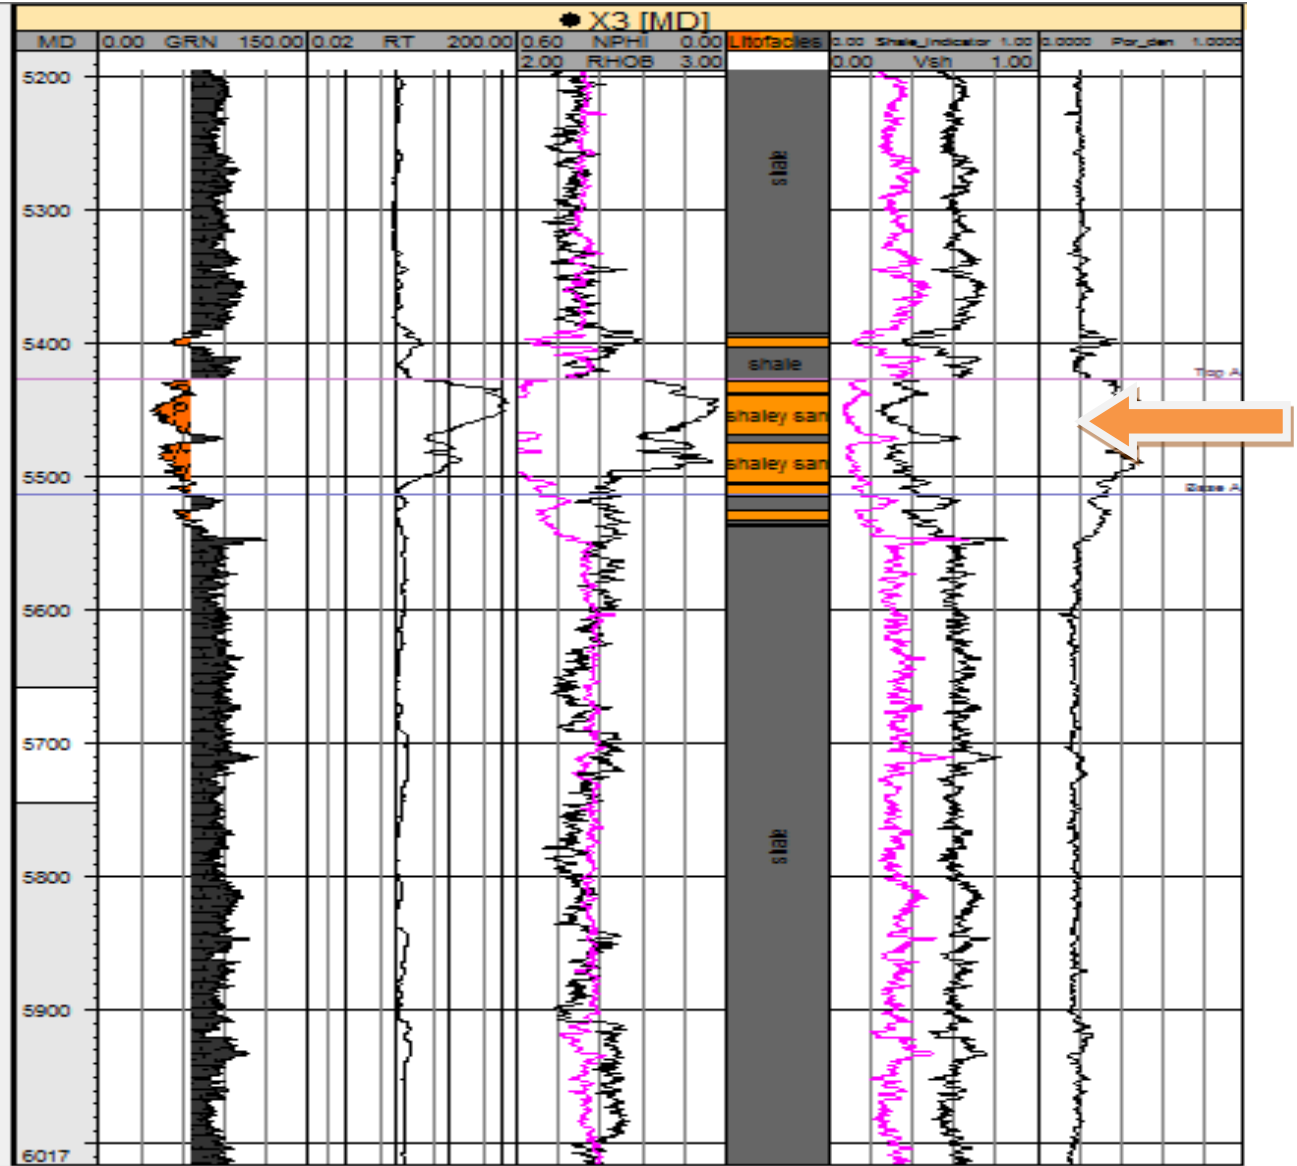 X3 [MD]
MD 0.00 GRN 150.00 0.02 RT 200.00 0.60 NPHI 0.00 Litofacies 0.00 Shale_Indicator 1.00 0.0000 Por_den 1.0000
2.00 RHOB 3.00 0.00 Vsh 1.00
5200
shale
5300
5400
shale
Top A
shaley san
shaley san
5500
Base A
5600
5700
shale
5800
5900
6017